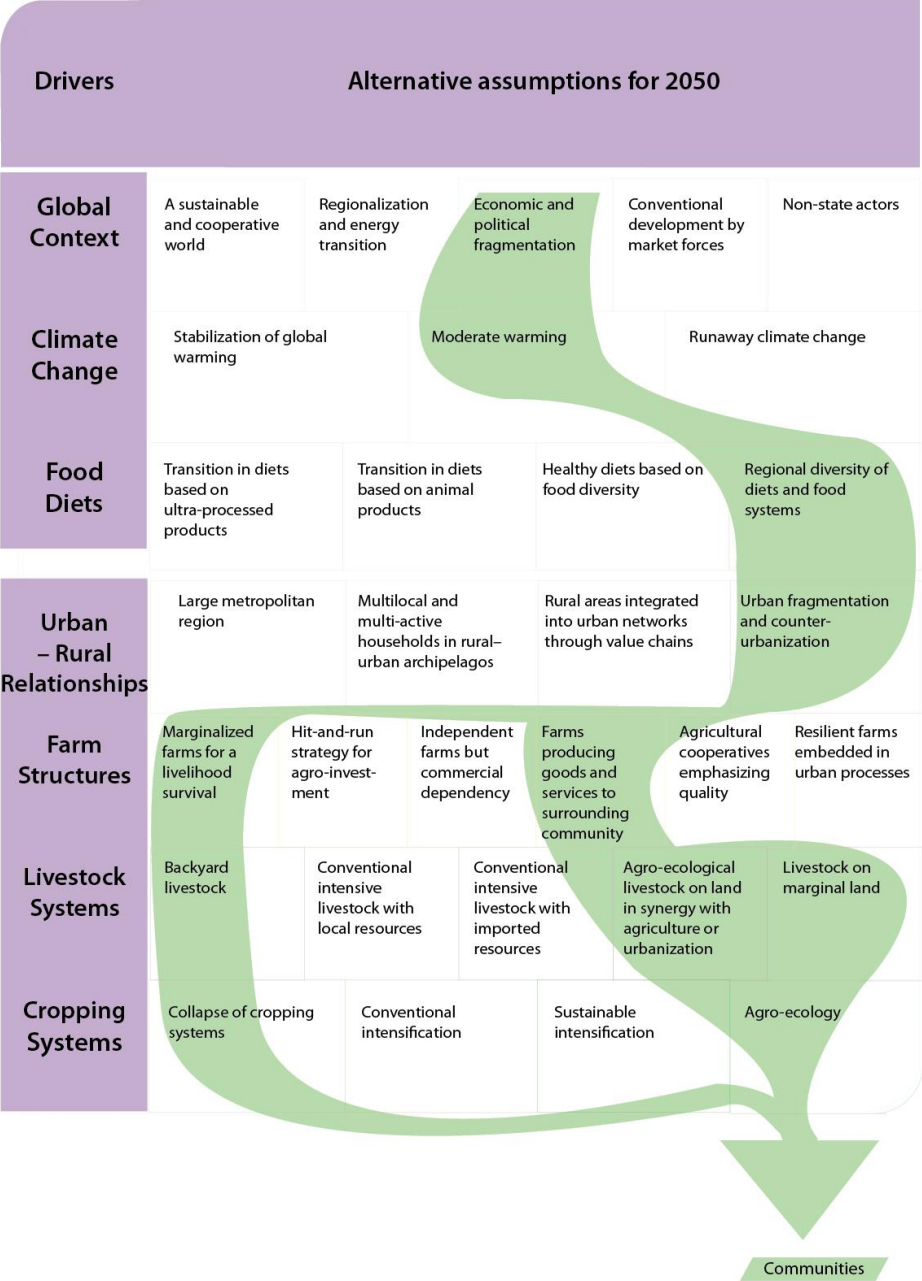 Drivers
Alternative assumptions for 2050
Global
Context
A sustainable
and cooperative
world
Regionalization
and energy
transition
Economic and
political
fragmentation
Conventional
development by
market forces
Non-state actors
Climate
Change
Stabilization of global
warming
Moderate warming
Runaway climate change
Food
Diets
Transition in diets
based on
ultra-processed
products
Transition in diets
based on animal
products
Healthy diets based on
food diversity
Regional diversity of
diets and food
systems
Urban
– Rural
Relationships
Large metropolitan
region
Multilocal and
multi-active
households in rural–
urban archipelagos
Rural areas integrated
into urban networks
through value chains
Urban fragmentation
and counter-
urbanization
Farm
Structures
Marginalized
farms for a
livelihood
survival
Hit-and-run
strategy for
agro-invest-
ment
Independent
farms but
commercial
dependency
Farms
producing
goods and
services to
surrounding
community
Agricultural
cooperatives
emphasizing
quality
Resilient farms
embedded in
urban processes
Livestock
Systems
Backyard
livestock
Conventional
intensive
livestock with
local resources
Conventional
intensive
livestock with
imported
resources
Agro-ecological
livestock on land
in synergy with
agriculture or
urbanization
Livestock on
marginal land
Cropping
Systems
Collapse of cropping
systems
Conventional
intensification
Sustainable
intensification
Agro-ecology
Communities